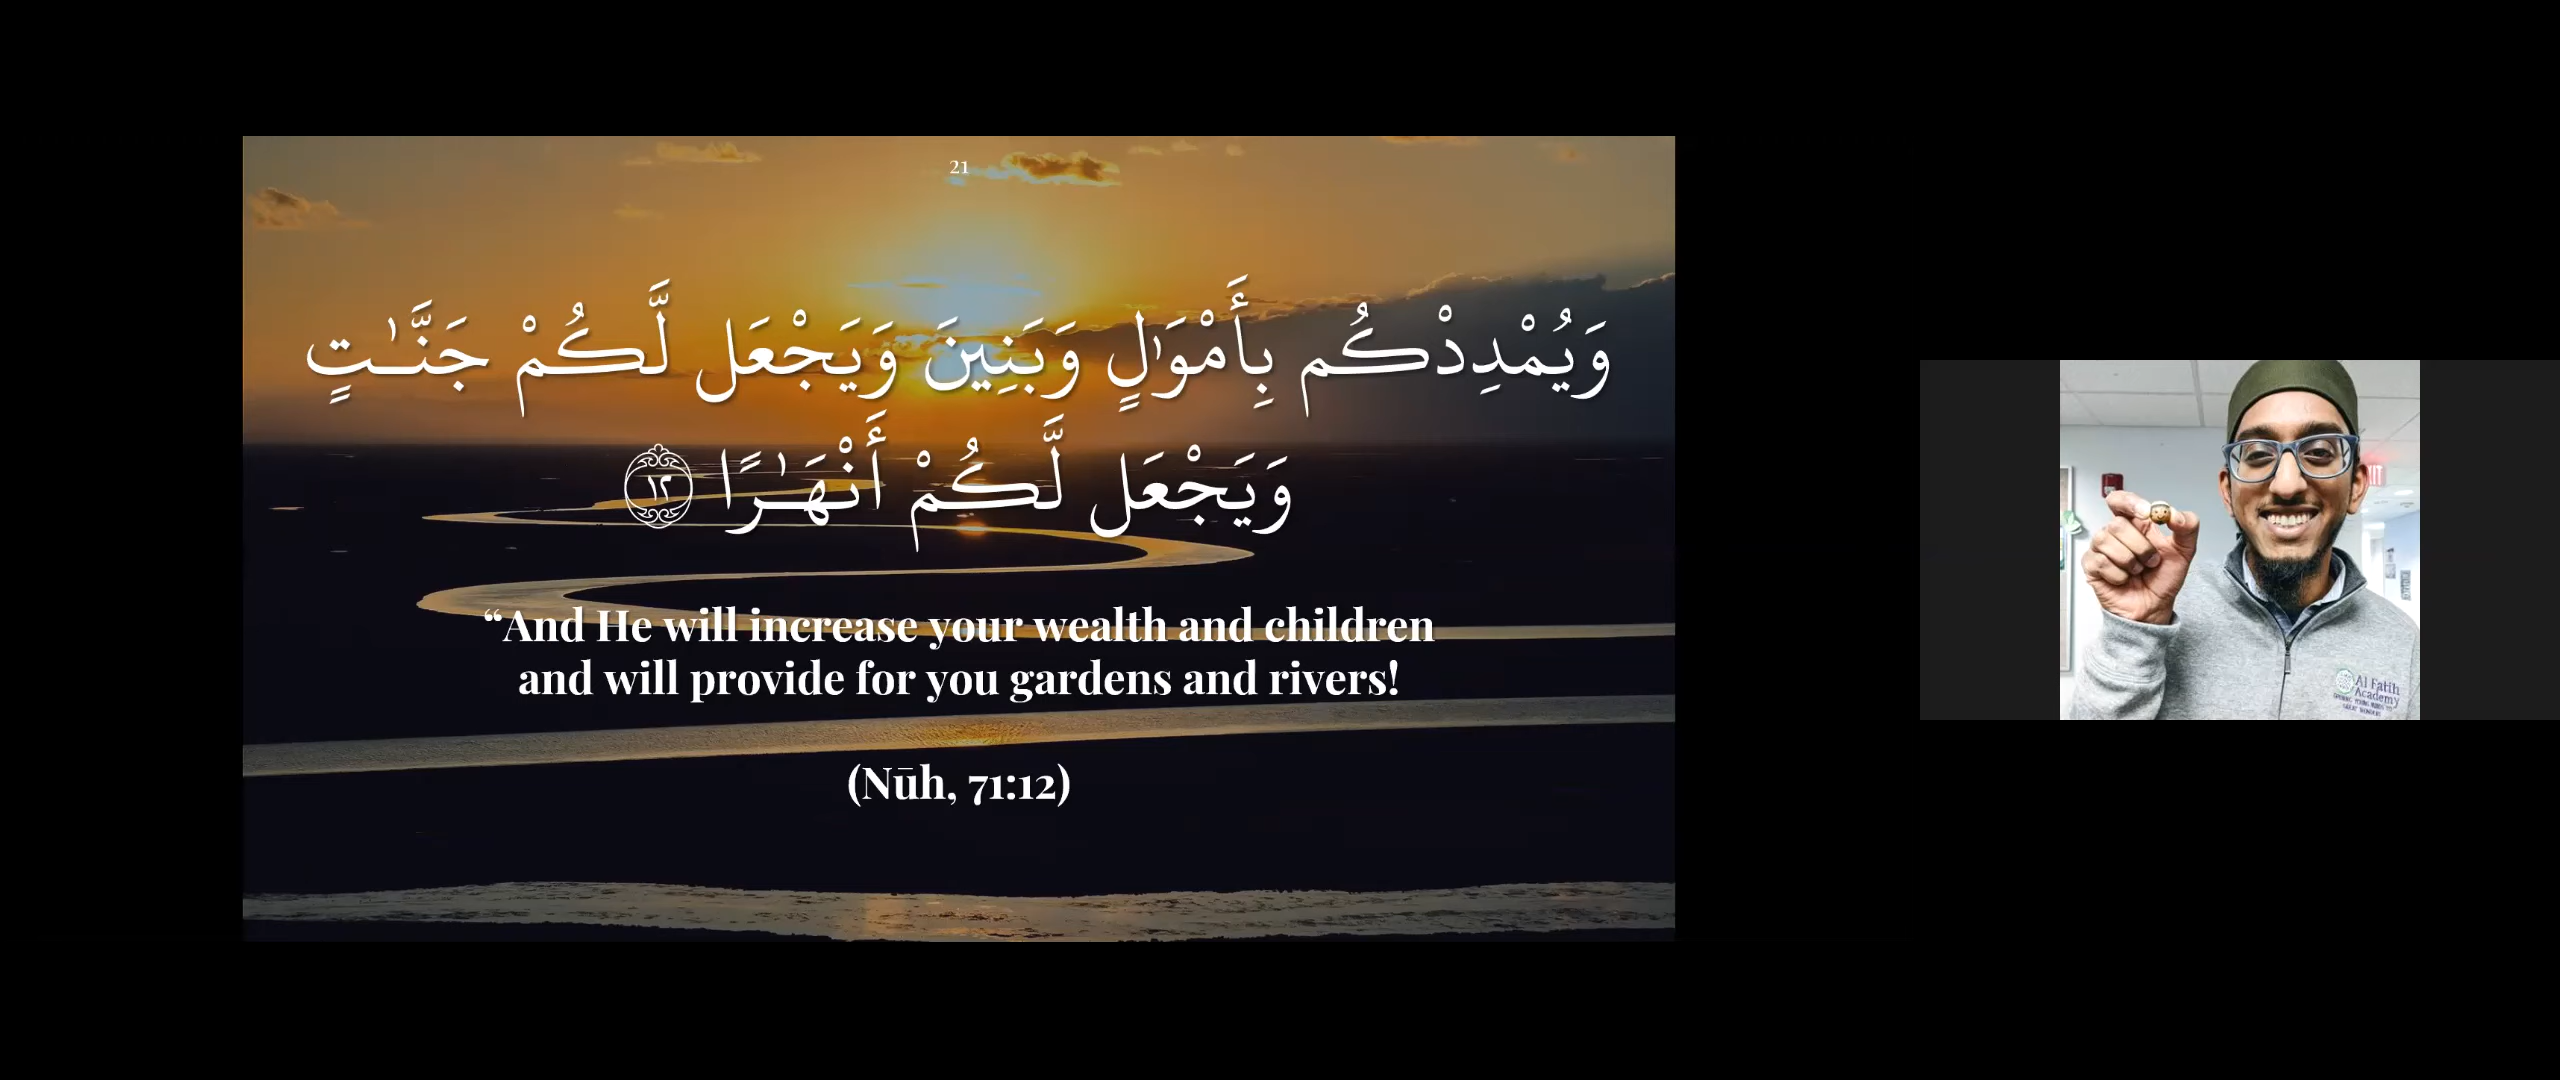 21
وَيُمْدِدْكُم بِأَمْوَٰلٍ وَبَنِينَ وَيَجْعَل لَّكُمْ جَنَّـٰتٍ
وَيَجْعَل لَّكُمْ أَنْهَـٰرًا ١٢
“And He will increase your wealth and children
and will provide for you gardens and rivers!
(Nūh, 71:12)
Al Fatih
Academy